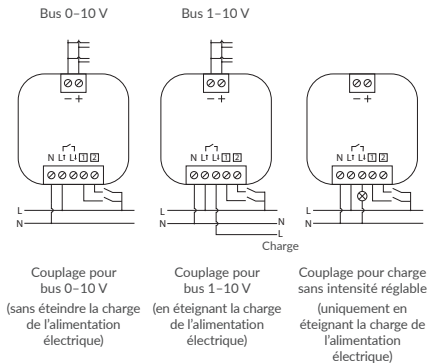 Bus 0–10 V
Bus 1–10 V
− +
− +
− +
N L↑ L↓ 1 2
N L↑ L↓ 1 2
N L↑ L↓ 1 2
L
N
L
N
N
L
Charge
L
N
Couplage pour
bus 0–10 V
(sans éteindre la charge
de l’alimentation
électrique)
Couplage pour
bus 1–10 V
(en éteignant la charge
de l’alimentation
électrique)
Couplage pour charge
sans intensité réglable
(uniquement en
éteignant la charge de
l’alimentation
électrique)